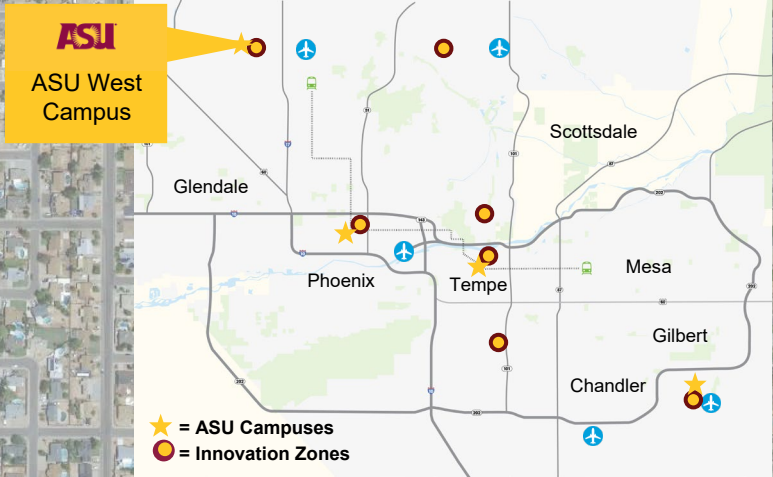 ASU
ASU West
Campus
Scottsdale
Glendale
Phoenix
Tempe
Mesa
Gilbert
Chandler
= ASU Campuses
= Innovation Zones